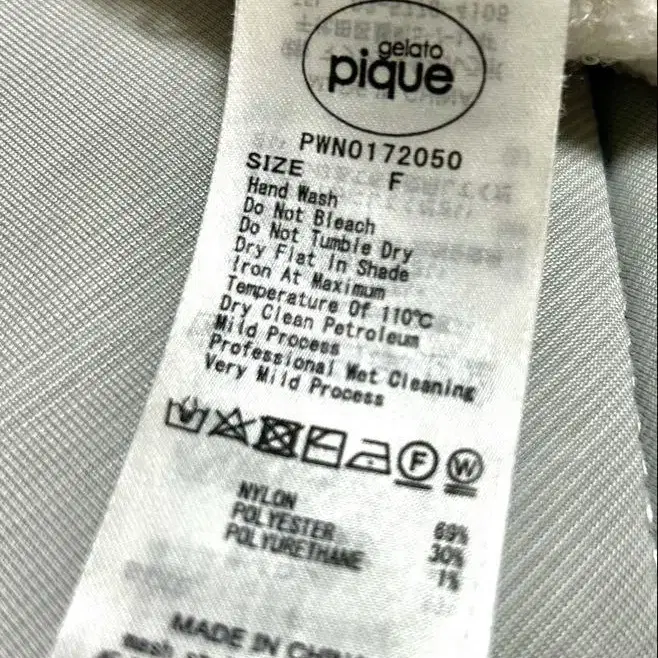 gelato
pique
PWN0172050
SIZE F
Hand Wash
Do Not Bleach
Do Not Tumble Dry
Dry Flat In Shade
Iron At Maximum
Temperature Of 110℃
Dry Clean Petroleum
Mild Process
Professional Wet Cleaning
Very Mild Process
F W
NYLON 69%
POLYESTER 30%
POLYURETHANE 1%
MADE IN CHINA